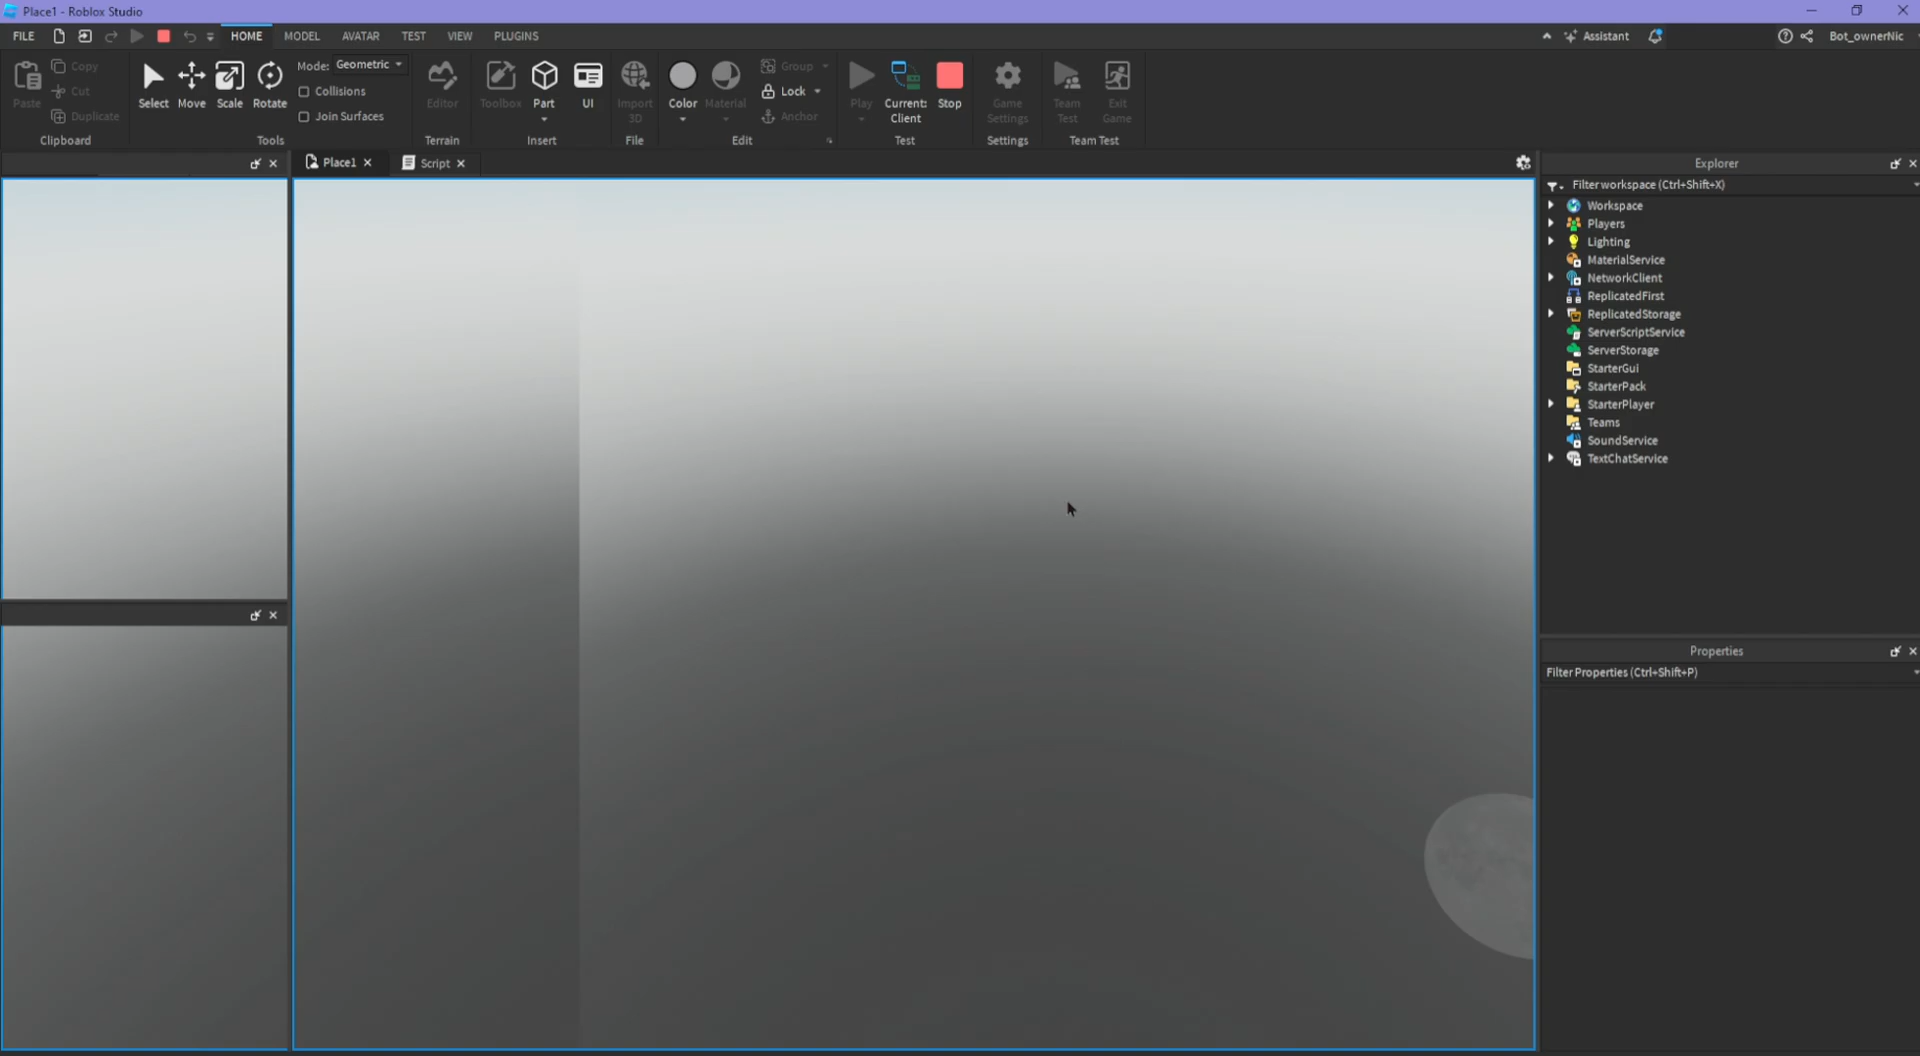 Place1 - Roblox Studio
FILE HOME MODEL AVATAR TEST VIEW PLUGINS Assistant Bot_ownerNic
Paste
Copy
Cut
Duplicate
Clipboard
Select Move Scale Rotate
Mode: Geometric
Collisions
Join Surfaces
Tools
Editor
Terrain
Toolbox Part UI
Insert
Import
3D
File
Color Material
Group
Lock
Anchor
Edit
Play
Current:
Client
Stop
Test
Game
Settings
Settings
Team
Test
Exit
Game
Team Test
Place1 Script
Explorer
Filter workspace (Ctrl+Shift+X)
Workspace
Players
Lighting
MaterialService
NetworkClient
ReplicatedFirst
ReplicatedStorage
ServerScriptService
ServerStorage
StarterGui
StarterPack
StarterPlayer
Teams
SoundService
TextChatService
Properties
Filter Properties (Ctrl+Shift+P)